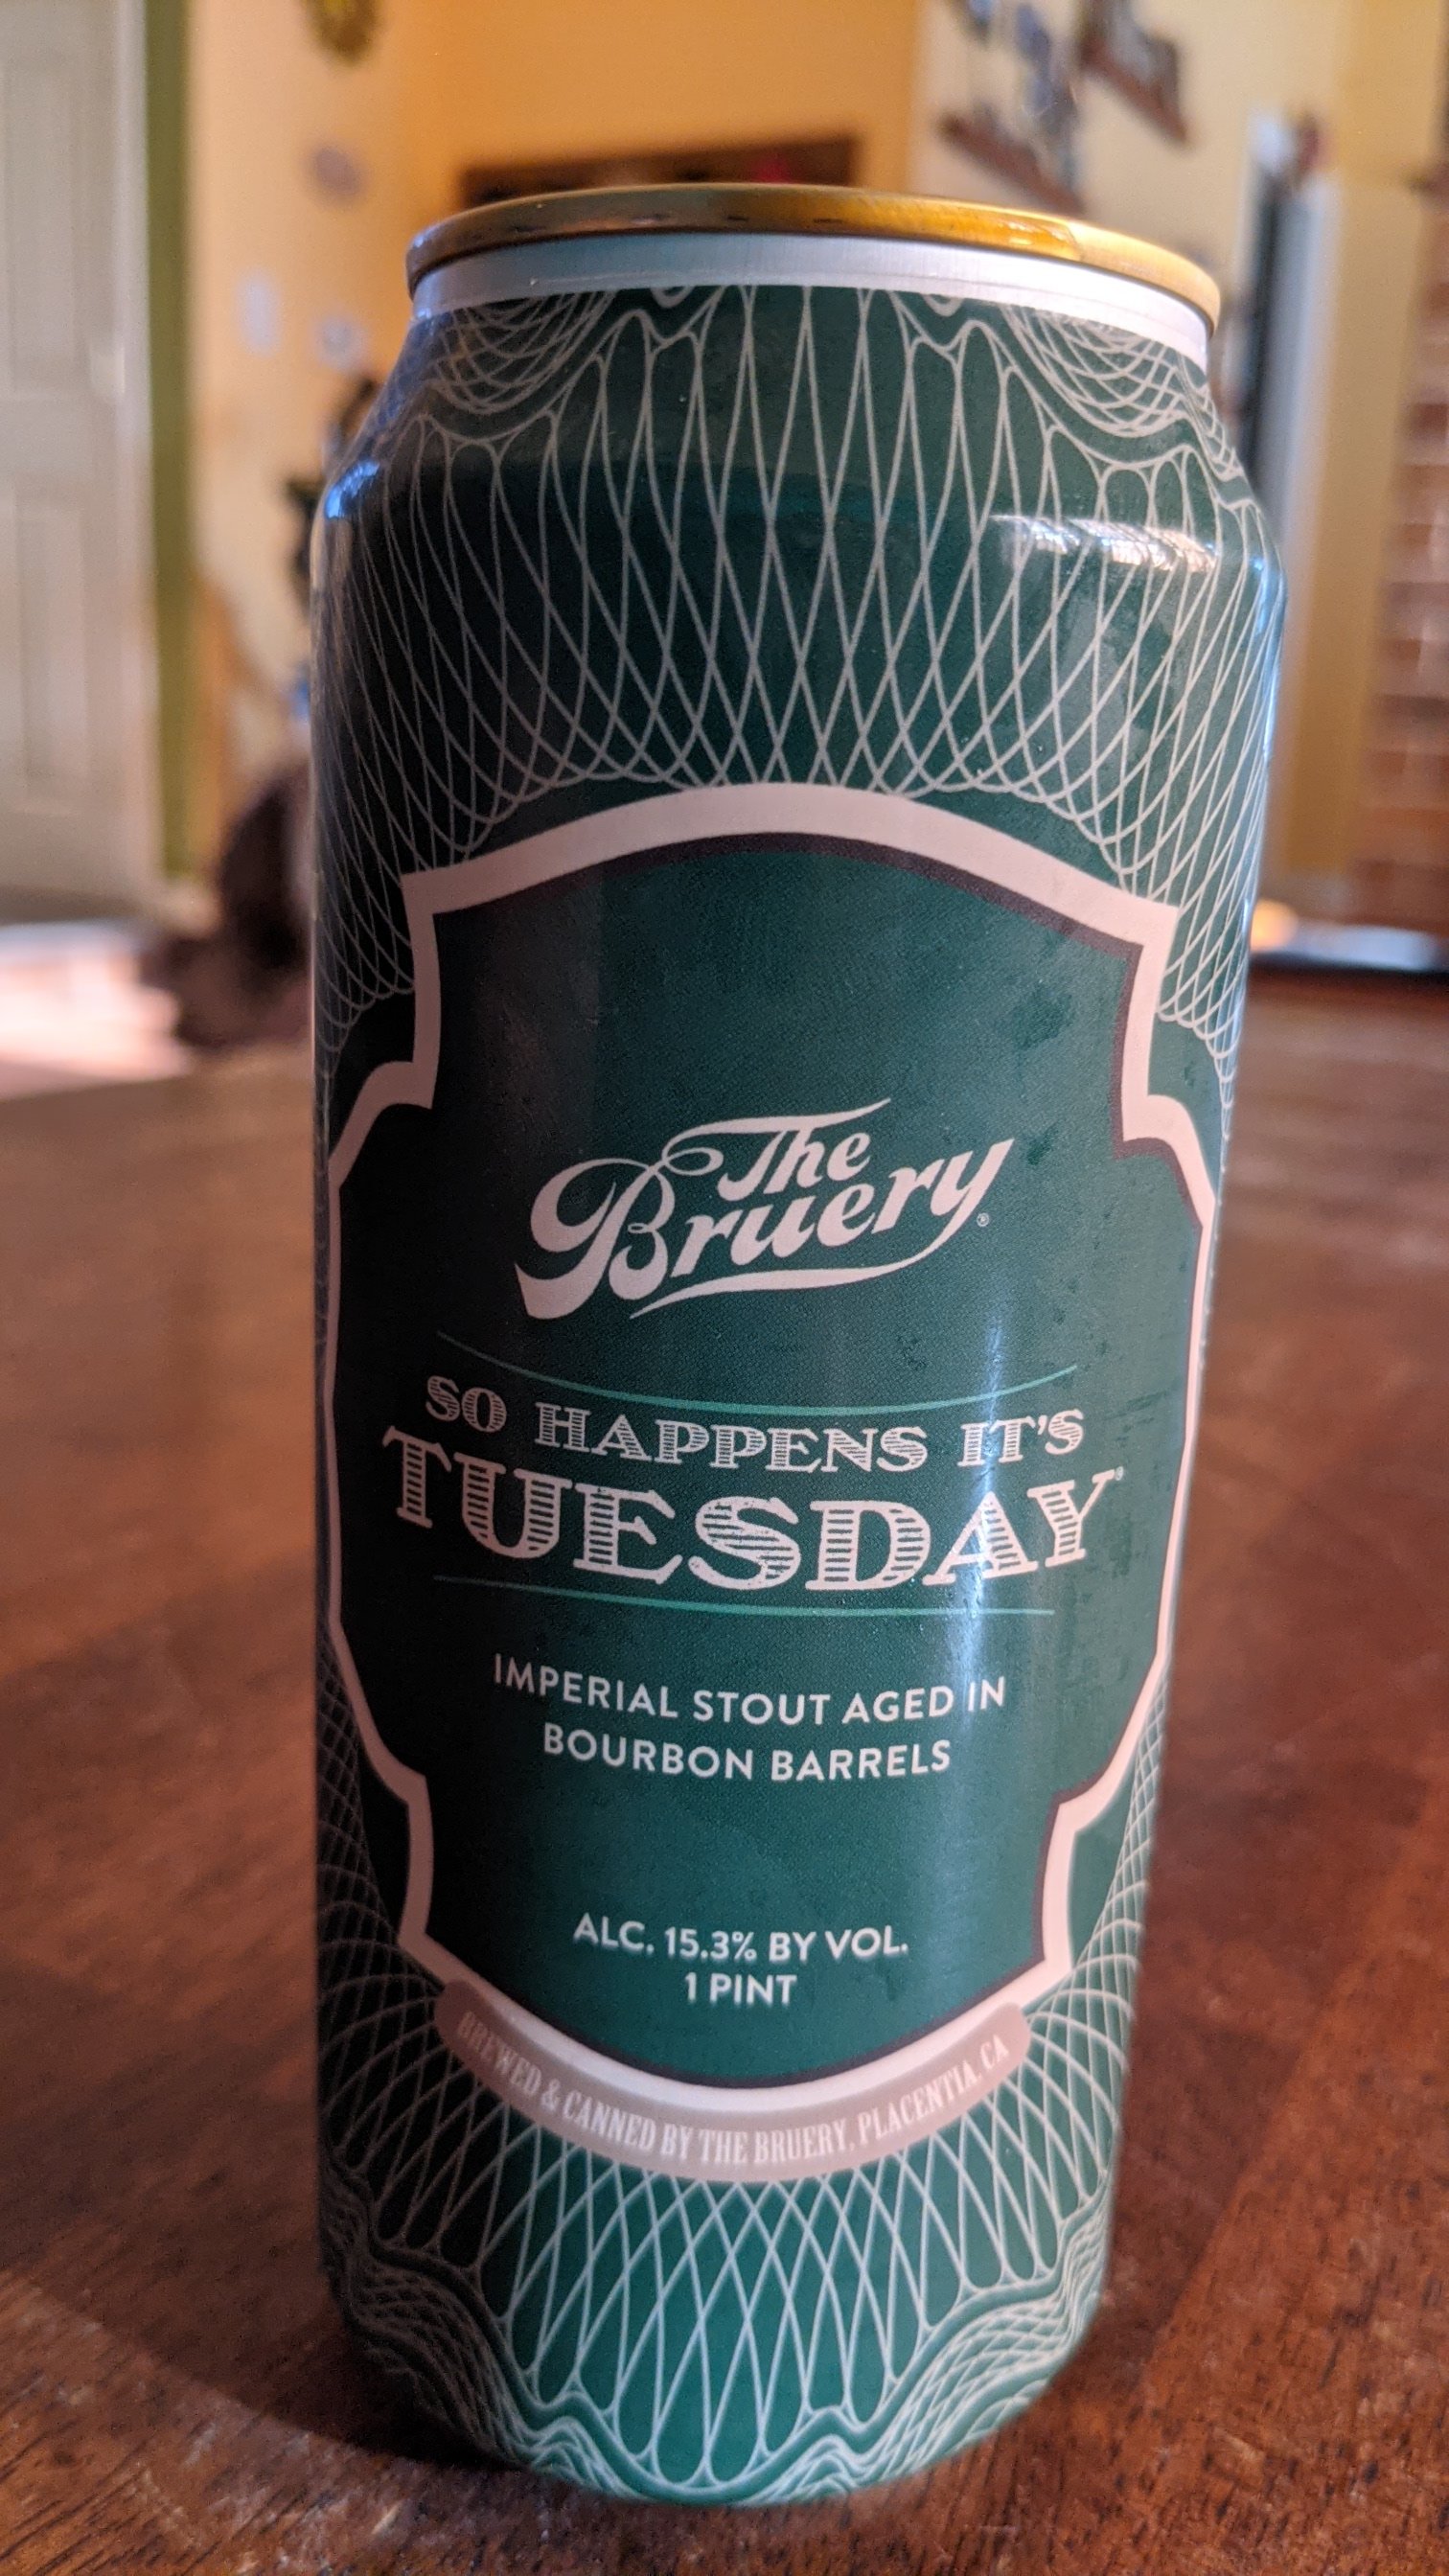 The
Bruery®
SO HAPPENS IT'S
TUESDAY®
IMPERIAL STOUT AGED IN
BOURBON BARRELS
ALC. 15.3% BY VOL.
1 PINT
BREWED & CANNED BY THE BRUERY, PLACENTIA, CA